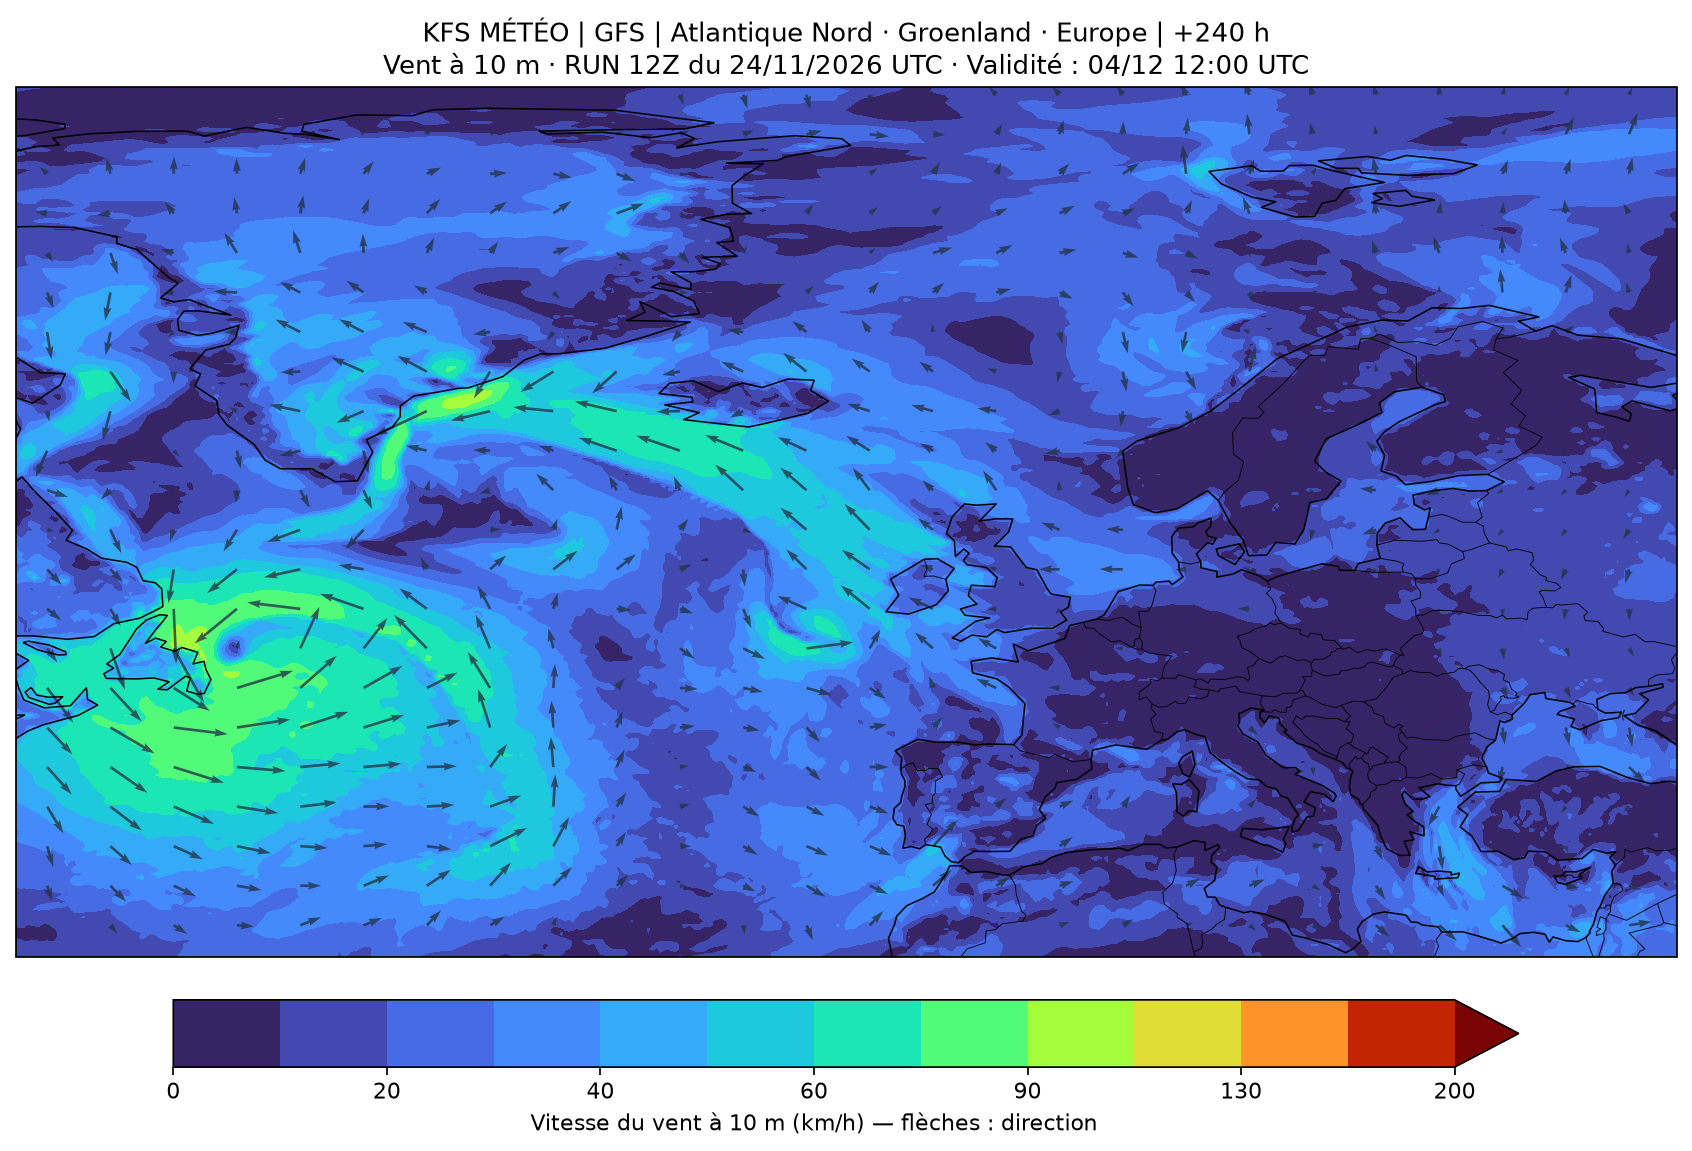 KFS MÉTÉO | GFS | Atlantique Nord · Groenland · Europe | +240 h
Vent à 10 m · RUN 12Z du 24/11/2026 UTC · Validité : 04/12 12:00 UTC
0 20 40 60 90 130 200
Vitesse du vent à 10 m (km/h) — flèches : direction